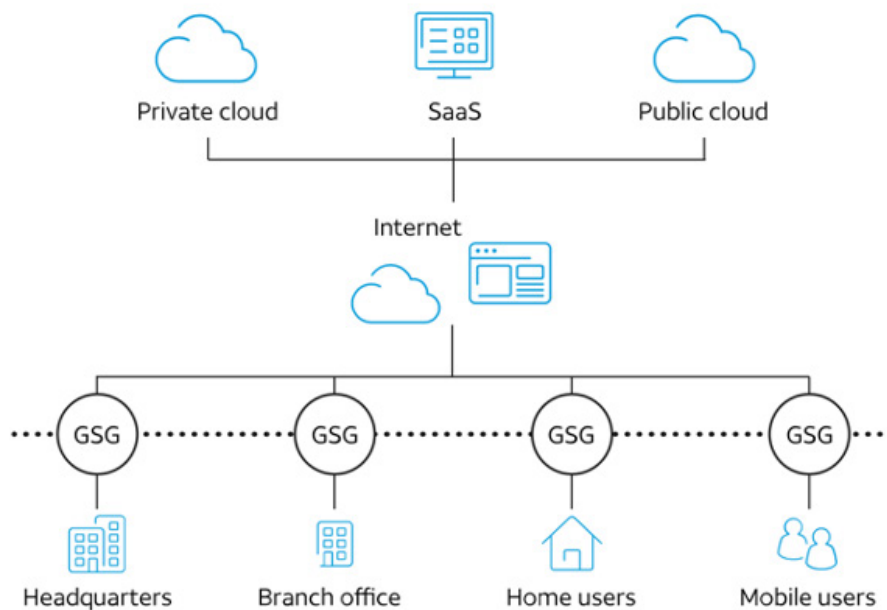 Private cloud
SaaS
Public cloud
Internet
GSG
GSG
GSG
GSG
Headquarters
Branch office
Home users
Mobile users